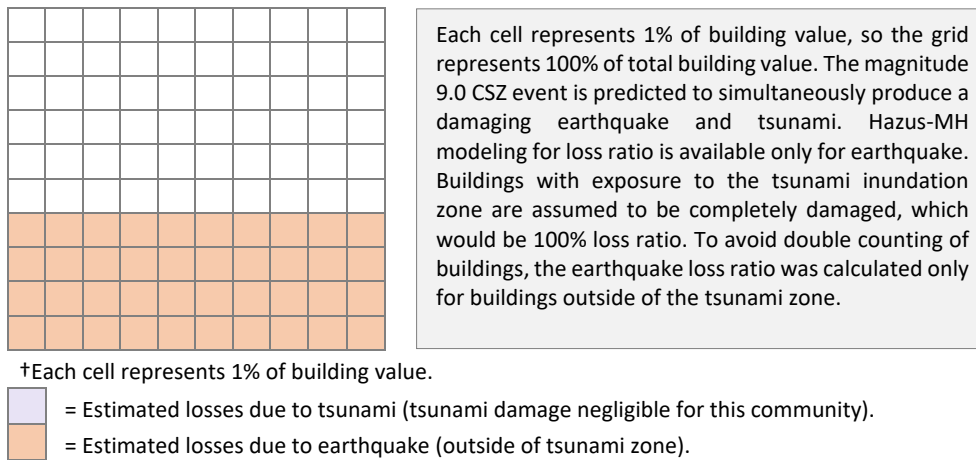 Each cell represents 1% of building value, so the grid
represents 100% of total building value. The magnitude
9.0 CSZ event is predicted to simultaneously produce a
damaging earthquake and tsunami. Hazus-MH
modeling for loss ratio is available only for earthquake.
Buildings with exposure to the tsunami inundation
zone are assumed to be completely damaged, which
would be 100% loss ratio. To avoid double counting of
buildings, the earthquake loss ratio was calculated only
for buildings outside of the tsunami zone.
†Each cell represents 1% of building value.
= Estimated losses due to tsunami (tsunami damage negligible for this community).
= Estimated losses due to earthquake (outside of tsunami zone).